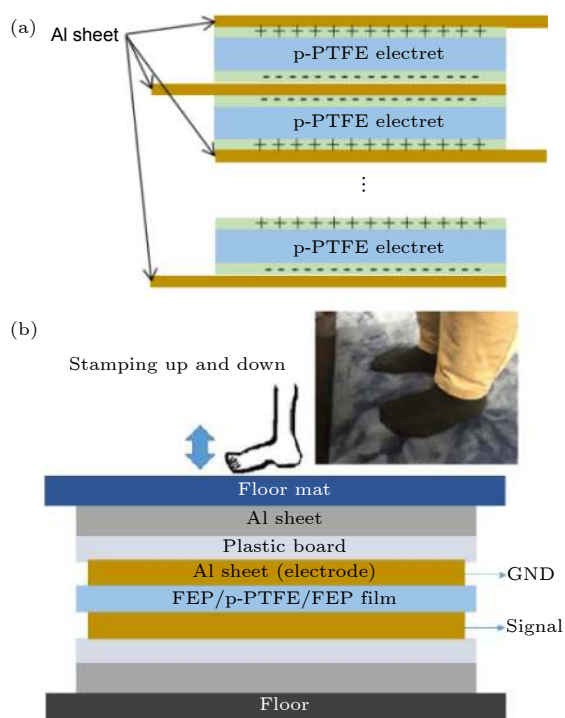 (a)
Al sheet
+ + + + + + + + + + + + +
p-PTFE electret
- - - - - - - - - - - - - - -
- - - - - - - - - - - - - - -
p-PTFE electret
+ + + + + + + + + + + + +
⋮
+ + + + + + + + + + + + +
p-PTFE electret
- - - - - - - - - - - - - - -
(b)
Stamping up and down
Floor mat
Al sheet
Plastic board
Al sheet (electrode)
GND
FEP/p-PTFE/FEP film
Signal
Floor